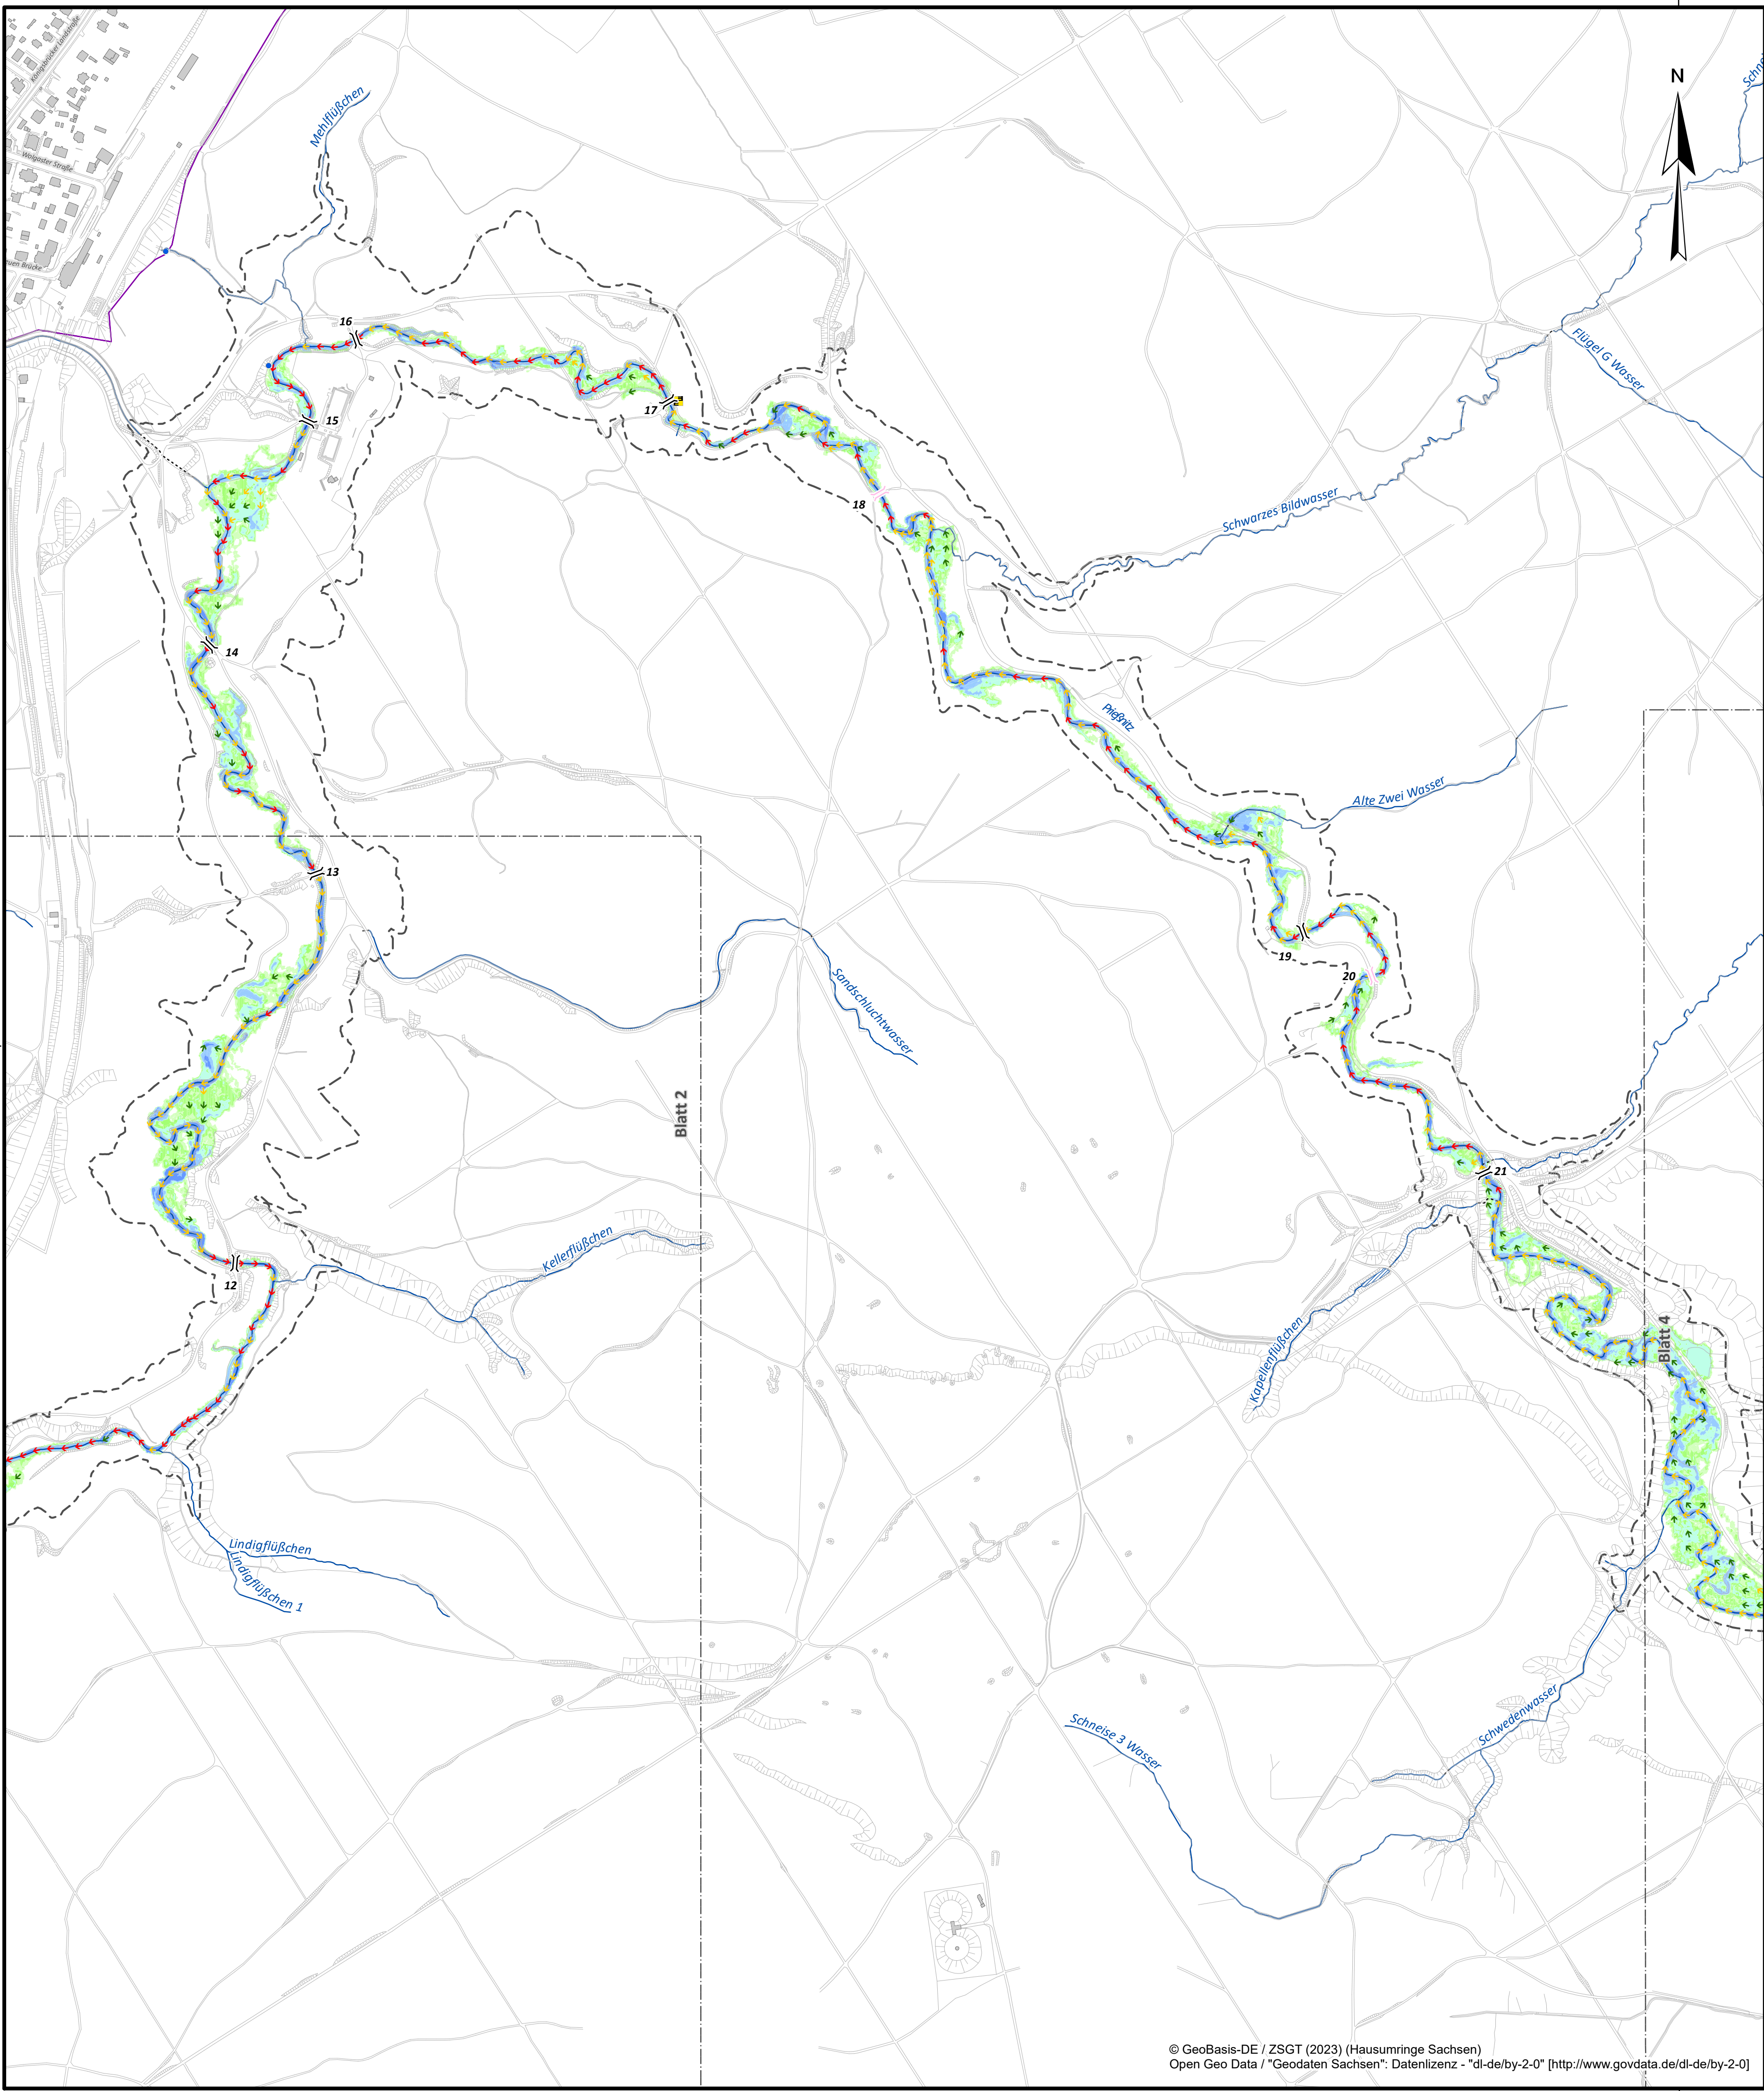 Königsbrücker Landstraße
N
Mehlflüßchen
Wolgaster Straße
Brücke
16
Flügel G Wasser
17
15
18
Schwarzes Bildwasser
14
Prießnitz
Alte Zwei Wasser
13
19
20
Sandschluchtwasser
Blatt 2
21
Kellerflüßchen
12
Kapellenflüßchen
Blatt 4
Lindigflüßchen
Lindigflüßchen 1
Schneise 3 Wasser
Schwedenwasser
© GeoBasis-DE / ZSGT (2023) (Hausumringe Sachsen)
Open Geo Data / "Geodaten Sachsen": Datenlizenz - "dl-de/by-2-0" [http://www.govdata.de/dl-de/by-2-0]